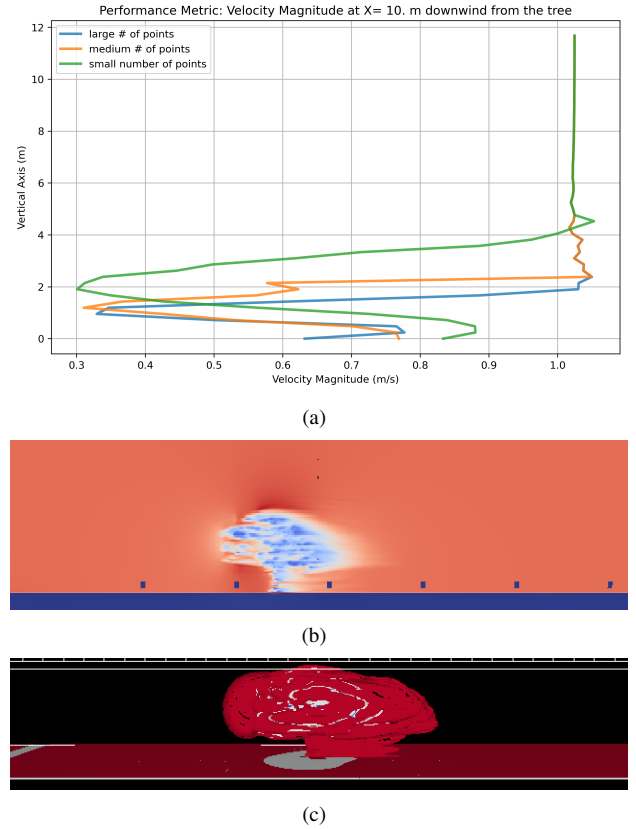 Performance Metric: Velocity Magnitude at X= 10. m downwind from the tree
large # of points
medium # of points
small number of points
12
10
8
6
4
2
0
Vertical Axis (m)
0.3 0.4 0.5 0.6 0.7 0.8 0.9 1.0
Velocity Magnitude (m/s)
(a)
(b)
(c)